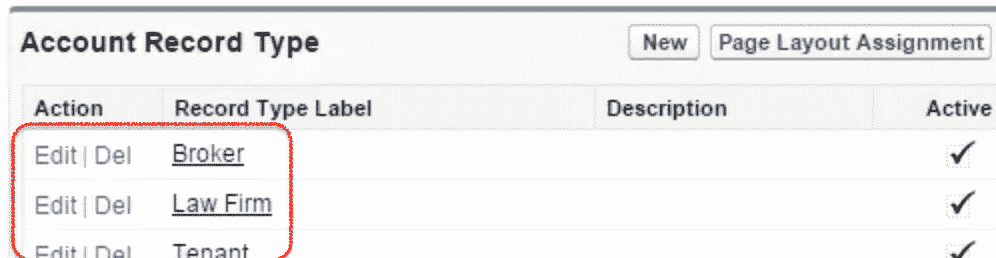 Account Record Type New Page Layout Assignment
Action Record Type Label Description Active
Edit | Del Broker
Edit | Del Law Firm
Edit | Del Tenant